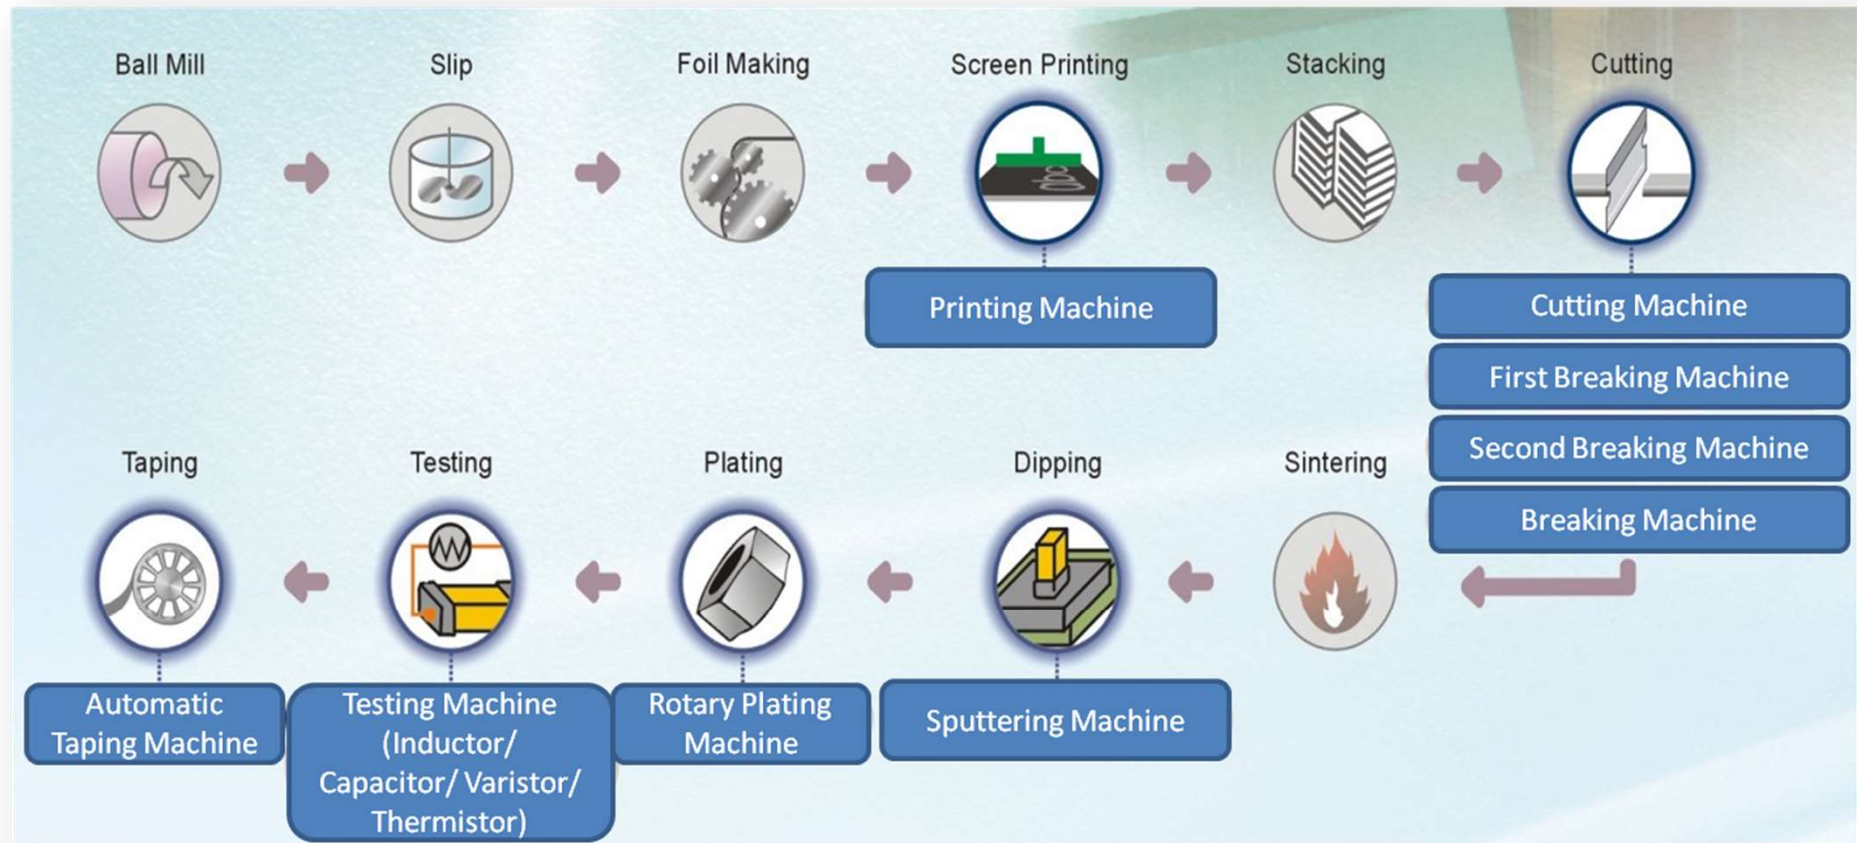 Ball Mill
Slip
Foil Making
Screen Printing
Stacking
Cutting
Printing Machine
Cutting Machine
First Breaking Machine
Second Breaking Machine
Breaking Machine
Taping
Testing
Plating
Dipping
Sintering
Automatic
Taping Machine
Testing Machine
(Inductor/
Capacitor/ Varistor/
Thermistor)
Rotary Plating
Machine
Sputtering Machine